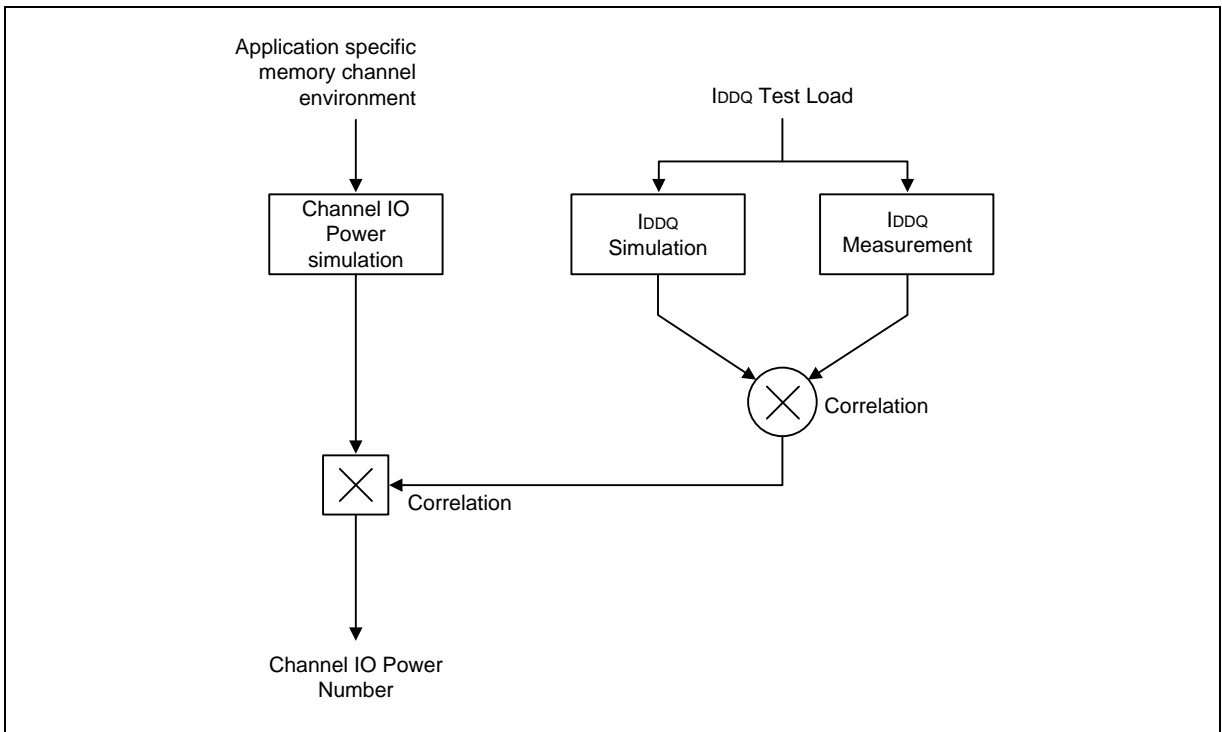 Application specific
memory channel
environment
IDDQ Test Load
Channel IO
Power
simulation
IDDQ
Simulation
IDDQ
Measurement
Correlation
Correlation
Channel IO Power
Number